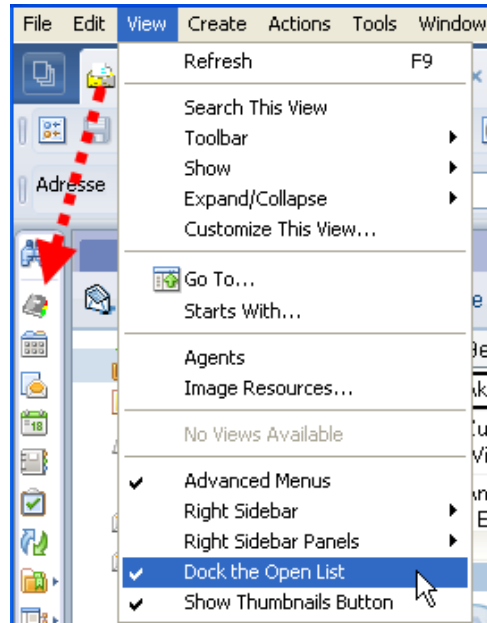 File Edit View Create Actions Tools Window
Refresh F9
Search This View
Toolbar
Show
Adresse
Expand/Collapse
Customize This View...
Go To...
Starts With...
Agents
Image Resources...
18
No Views Available
Advanced Menus
Right Sidebar
Right Sidebar Panels
Dock the Open List
Show Thumbnails Button